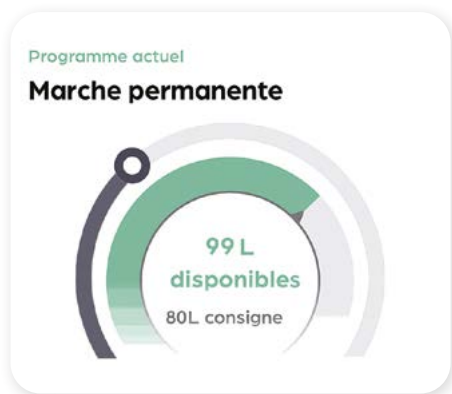 Programme actuel
Marche permanente
99 L
disponibles
80L consigne